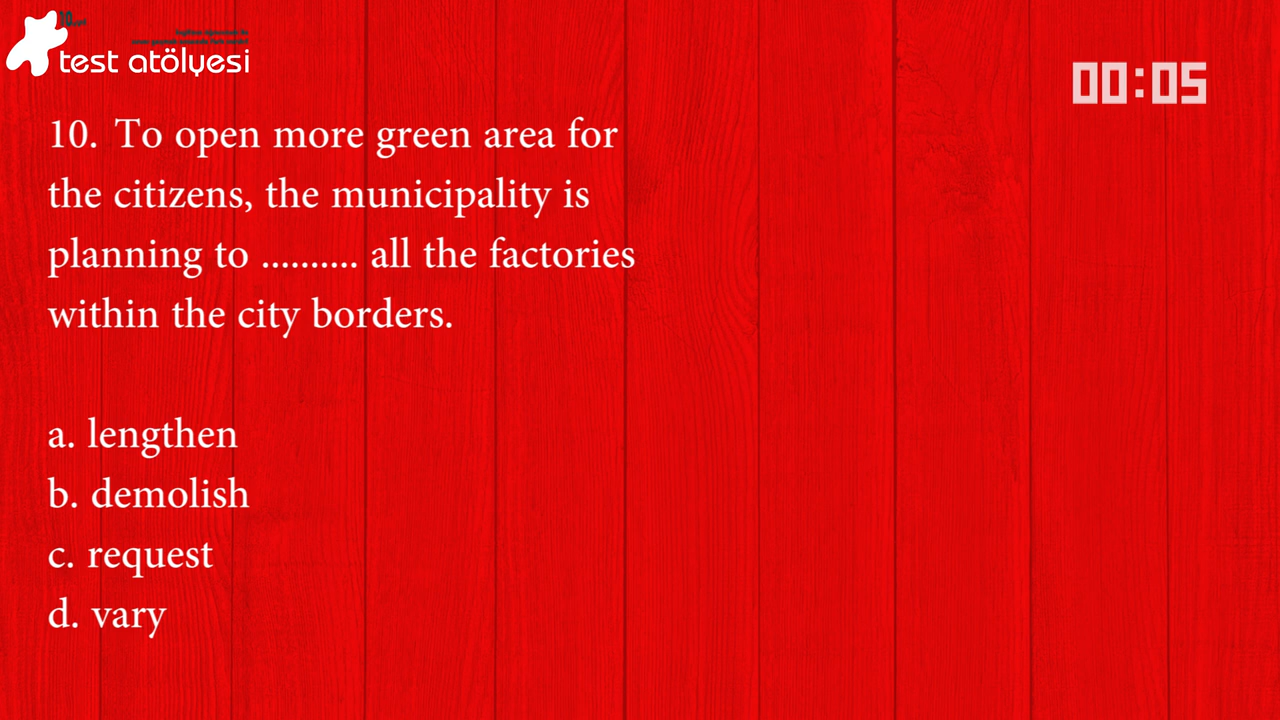 test atölyesi
00:05
10. To open more green area for
the citizens, the municipality is
planning to .......... all the factories
within the city borders.
a. lengthen
b. demolish
c. request
d. vary